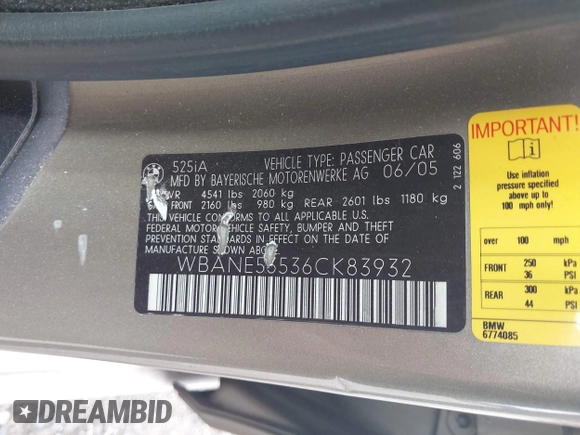 525iA VEHICLE TYPE: PASSENGER CAR
MFD BY BAYERISCHE MOTORENWERKE AG 06/05
4541 lbs 2060 kg
FRONT 2160 lbs 980 kg REAR 2601 lbs 1180 kg
THIS VEHICLE CONFORMS TO ALL APPLICABLE
FEDERAL MOTOR VEHICLE SAFETY, BUMPER AND THEFT
PREVENTION STANDARDS IN EFFECT ON THE DATE OF
MANUFACTURE SHOWN ABOVE
WBANE53536CK83932
2 122 606
IMPORTANT!
Use inflation
pressure
specified
above up to
100 mph only!
over 100 mph
FRONT 250 kPa
36 PSI
REAR 300 kPa
44 PSI
BMW
6774085
DREAMBID